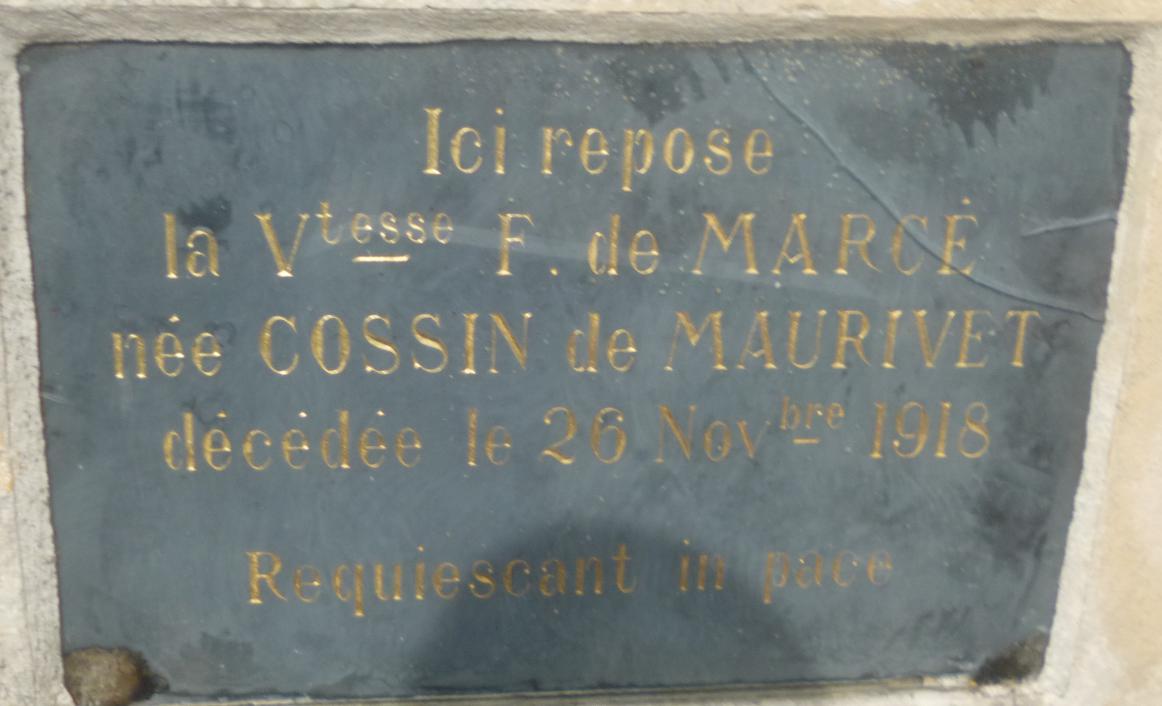 Ici repose
la Vtesse F. de MARCÉ
née COSSIN de MAURIVET
décédée le 26 Novbre 1918
Requiescant in pace